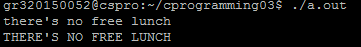 gr320150052@cspro:~/cprogramming03$ ./a.out
there's no free lunch
THERE'S NO FREE LUNCH